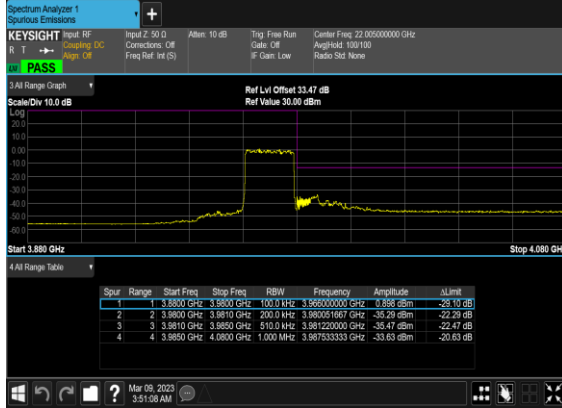 Spectrum Analyzer 1
Spurious Emissions
+
KEYSIGHT Input: RF Input Z: 50 Ω Atten: 10 dB Trig: Free Run Center Freq: 22.005000000 GHz
R T Coupling: DC Corrections: Off Gate: Off Avg|Hold: 100/100
Align: Off Freq Ref: Int (S) IF Gain: Low Radio Std: None
PASS
3 All Range Graph Ref Lvl Offset 33.47 dB
Scale/Div 10.0 dB Ref Value 30.00 dBm
Log
20.0
10.0
0.00
-10.0
-20.0
-30.0
-40.0
-50.0
-60.0
Start 3.880 GHz Stop 4.080 GH
4 All Range Table
Spur Range Start Freq Stop Freq RBW Frequency Amplitude ΔLimit
1 1 3.8800 GHz 3.9800 GHz 100.0 kHz 3.966000000 GHz 0.898 dBm -29.10 dB
2 2 3.9800 GHz 3.9810 GHz 200.0 kHz 3.980051667 GHz -35.29 dBm -22.29 dB
3 3 3.9810 GHz 3.9850 GHz 510.0 kHz 3.981220000 GHz -35.47 dBm -22.47 dB
4 4 3.9850 GHz 4.0800 GHz 1.000 MHz 3.987533333 GHz -33.63 dBm -20.63 dB
? Mar 09, 2023
3:51:08 AM